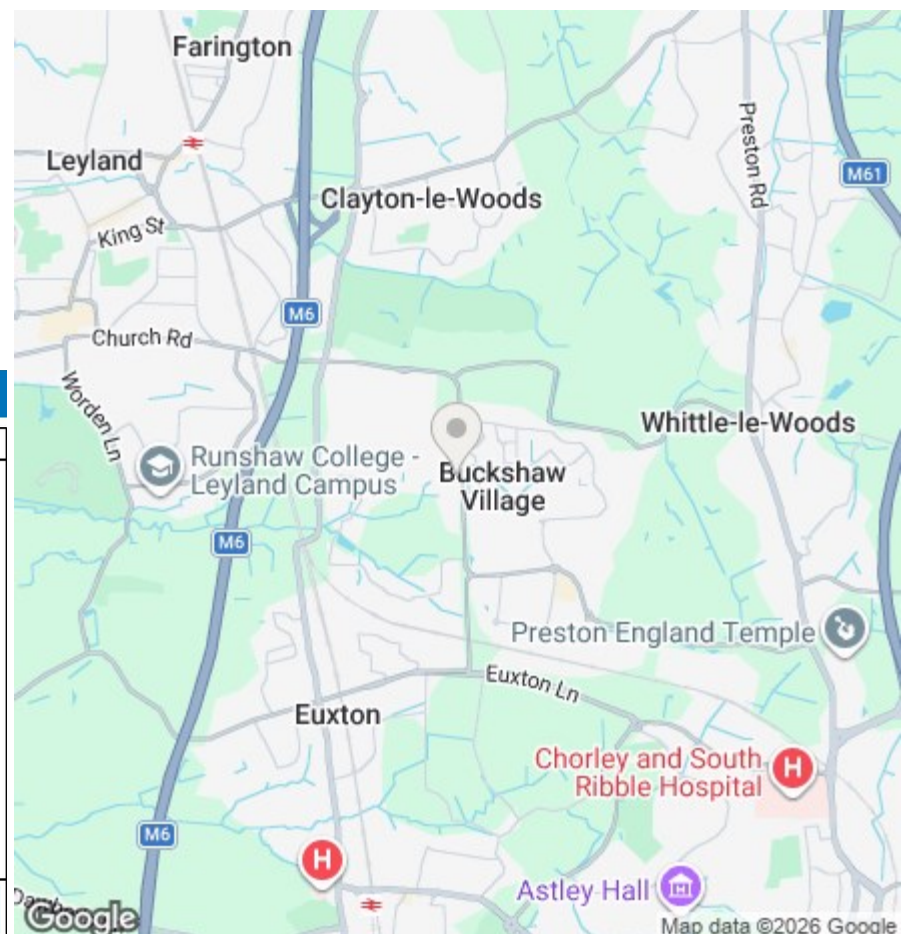 Farington
Leyland
Clayton-le-Woods
Preston Rd
M61
King St
M6
Church Rd
Worden Ln
Whittle-le-Woods
Runshaw College -
Leyland Campus
Buckshaw
Village
M6
Preston England Temple
Euxton Ln
Euxton
Chorley and South
Ribble Hospital
H
M6
H
Astley Hall
Google
Map data ©2026 Google